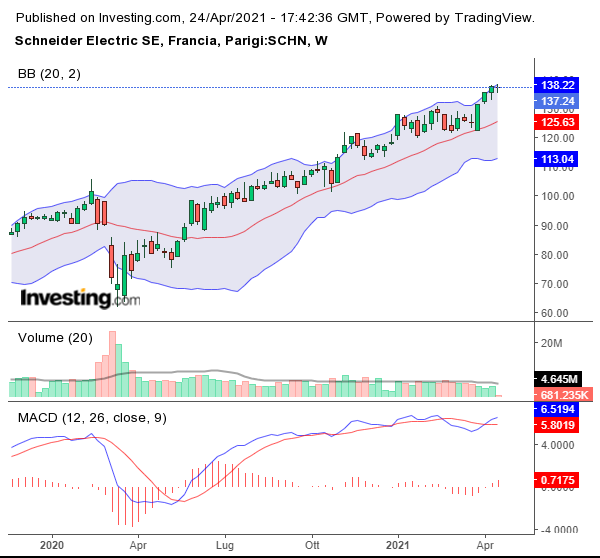 Published on Investing.com, 24/Apr/2021 - 17:42:36 GMT, Powered by TradingView.
Schneider Electric SE, Francia, Parigi:SCHN, W
BB (20, 2)
138.22
137.24
125.63
120.00
113.04
100.00
90.00
80.00
70.00
60.00
Investing.com
Volume (20)
20M
4.645M
681.235K
MACD (12, 26, close, 9)
6.5194
5.8019
4.0000
0.7175
-4.0000
2020
Apr
Lug
Ott
2021
Apr